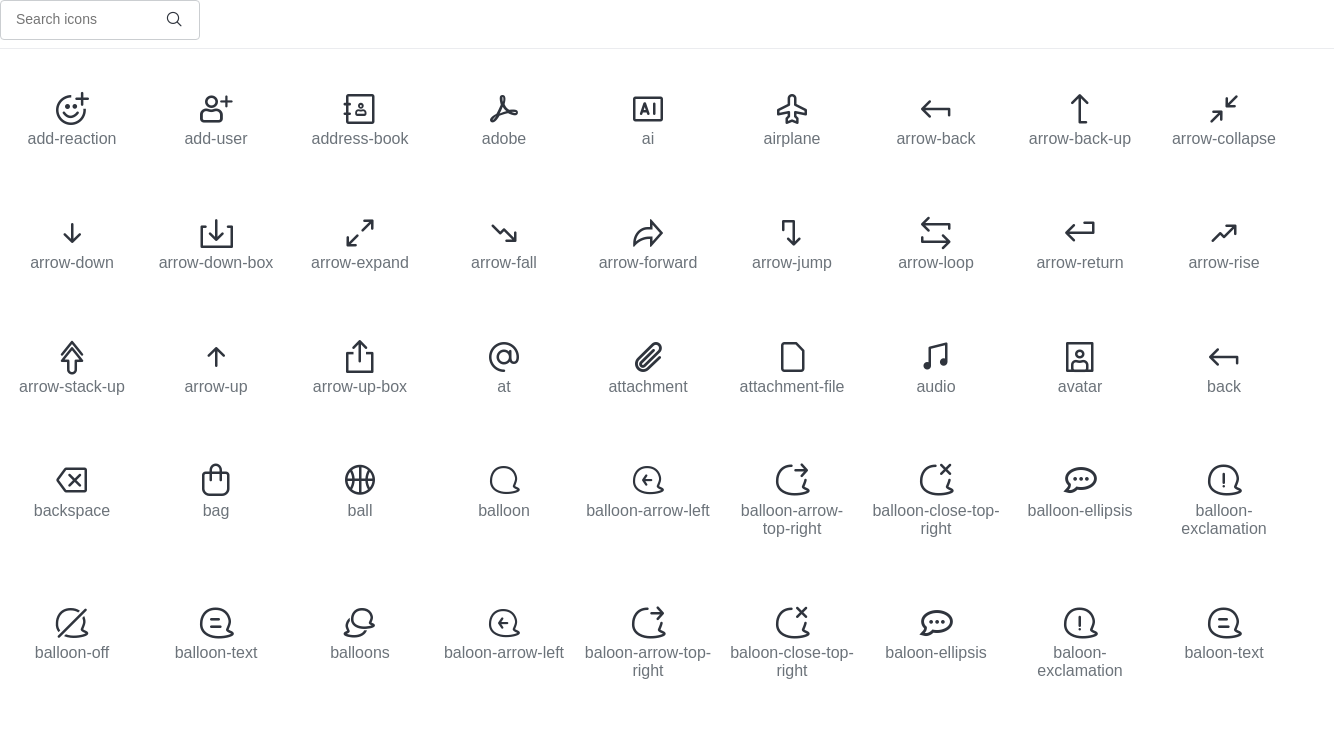 Search icons
add-reaction add-user address-book adobe ai airplane arrow-back arrow-back-up arrow-collapse
arrow-down arrow-down-box arrow-expand arrow-fall arrow-forward arrow-jump arrow-loop arrow-return arrow-rise
arrow-stack-up arrow-up arrow-up-box at attachment attachment-file audio avatar back
backspace bag ball balloon balloon-arrow-left balloon-arrow- balloon-close-top- balloon-ellipsis balloon-
top-right right exclamation
balloon-off balloon-text balloons baloon-arrow-left baloon-arrow-top- baloon-close-top- baloon-ellipsis baloon- baloon-text
right right exclamation